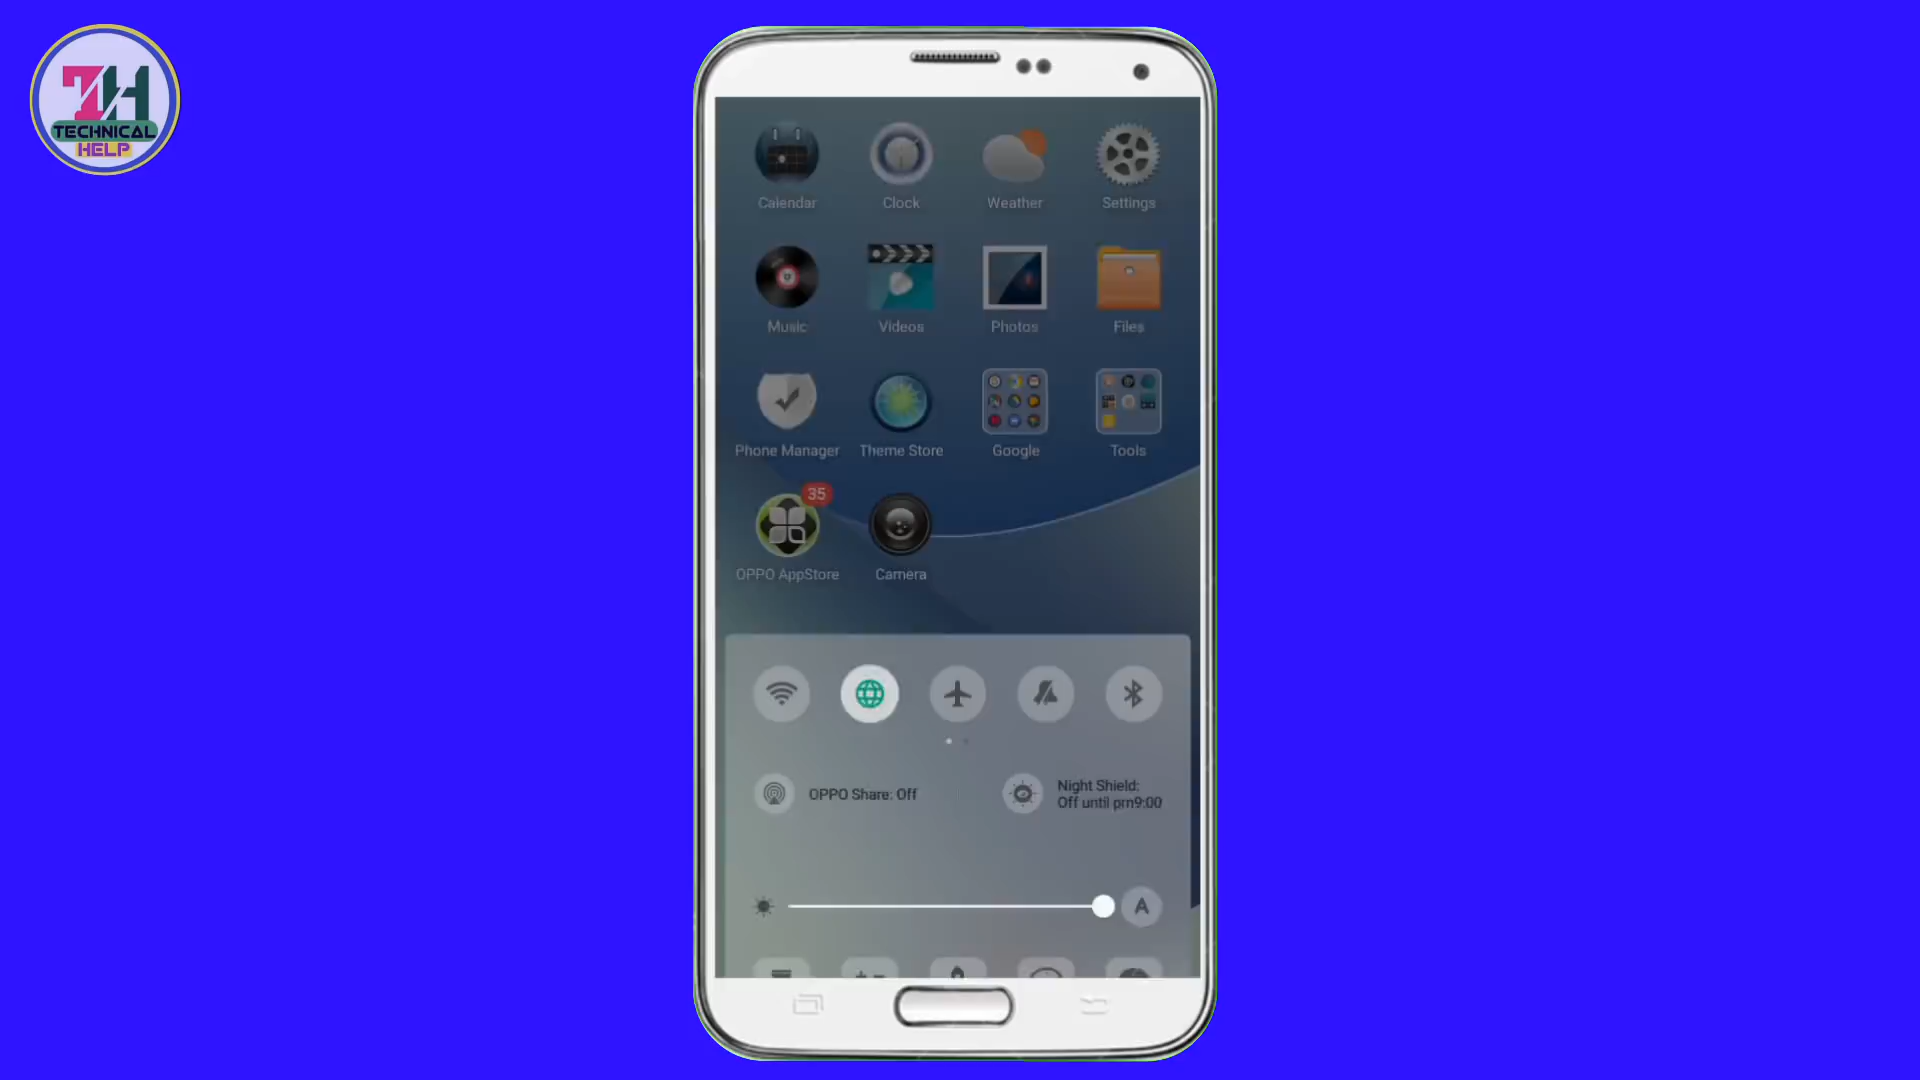 TH
TECHNICAL
HELP
Calendar Clock Weather Settings
Music Videos Photos Files
Phone Manager Theme Store Google Tools
35
OPPO AppStore Camera
OPPO Share: Off
Night Shield:
Off until pm9:00
A